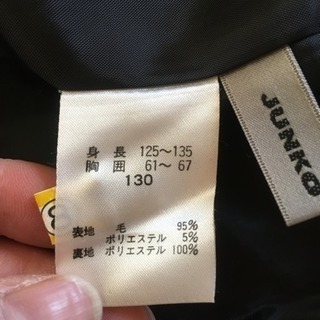 身長 125〜135
胸囲 61〜67
130
表地 毛 95%
ポリエステル 5%
裏地 ポリエステル 100%
JUNKO